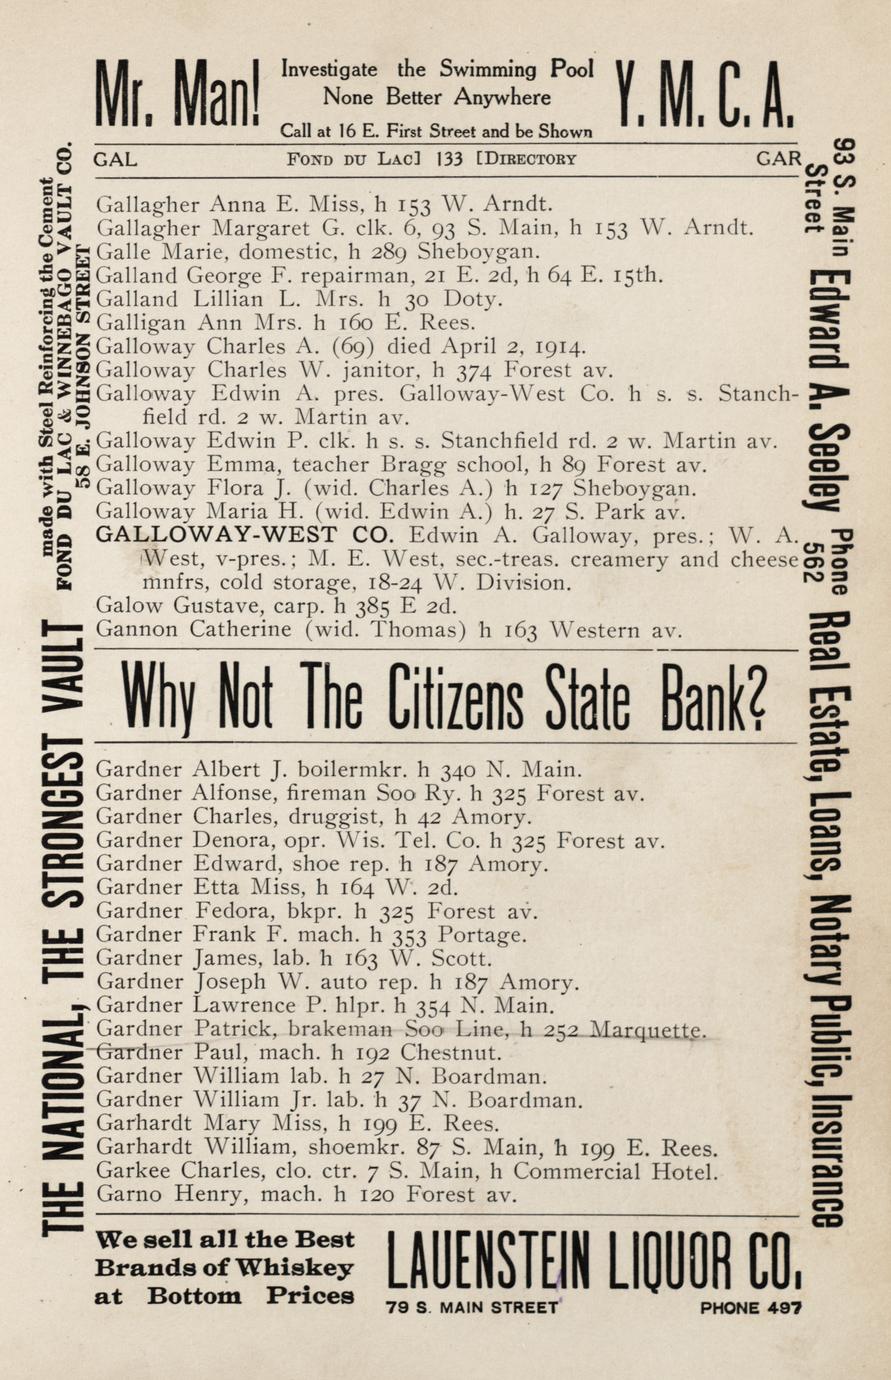 Mr. Man!
Investigate the Swimming Pool
None Better Anywhere
Call at 16 E. First Street and be Shown
Y. M. C. A.
GAL
FOND DU LAC] 133 [DIRECTORY
GAR
Gallagher Anna E. Miss, h 153 W. Arndt.
Gallagher Margaret G. clk. 6, 93 S. Main, h 153 W. Arndt.
Galle Marie, domestic, h 289 Sheboygan.
Galland George F. repairman, 21 E. 2d, h 64 E. 15th.
Galland Lillian L. Mrs. h 30 Doty.
Galligan Ann Mrs. h 160 E. Rees.
Galloway Charles A. (69) died April 2, 1914.
Galloway Charles W. janitor, h 374 Forest av.
Galloway Edwin A. pres. Galloway-West Co. h s. s. Stanch-
field rd. 2 w. Martin av.
Galloway Edwin P. clk. h s. s. Stanchfield rd. 2 w. Martin av.
Galloway Emma, teacher Bragg school, h 89 Forest av.
Galloway Flora J. (wid. Charles A.) h 127 Sheboygan.
Galloway Maria H. (wid. Edwin A.) h. 27 S. Park av.
GALLOWAY-WEST CO. Edwin A. Galloway, pres.; W. A.
West, v-pres.; M. E. West, sec.-treas. creamery and cheese
mnfrs, cold storage, 18-24 W. Division.
Galow Gustave, carp. h 385 E 2d.
Gannon Catherine (wid. Thomas) h 163 Western av.
Why Not The Citizens State Bank?
Gardner Albert J. boilermkr. h 340 N. Main.
Gardner Alfonse, fireman Soo Ry. h 325 Forest av.
Gardner Charles, druggist, h 42 Amory.
Gardner Denora, opr. Wis. Tel. Co. h 325 Forest av.
Gardner Edward, shoe rep. h 187 Amory.
Gardner Etta Miss, h 164 W. 2d.
Gardner Fedora, bkpr. h 325 Forest av.
Gardner Frank F. mach. h 353 Portage.
Gardner James, lab. h 163 W. Scott.
Gardner Joseph W. auto rep. h 187 Amory.
Gardner Lawrence P. hlpr. h 354 N. Main.
Gardner Patrick, brakeman Soo Line, h 252 Marquette.
Gardner Paul, mach. h 192 Chestnut.
Gardner William lab. h 27 N. Boardman.
Gardner William Jr. lab. h 37 N. Boardman.
Garhardt Mary Miss, h 199 E. Rees.
Garhardt William, shoemkr. 87 S. Main, h 199 E. Rees.
Garkee Charles, clo. ctr. 7 S. Main, h Commercial Hotel.
Garno Henry, mach. h 120 Forest av.
We sell all the Best
Brands of Whiskey
at Bottom Prices
LAUENSTEIN LIQUOR CO.
79 S. MAIN STREET
PHONE 497
THE NATIONAL, THE STRONGEST VAULT
made with Steel Reinforcing the Cement
FOND DU LAC & WINNEBAGO VAULT CO.
58 E. JOHNSON STREET
93 S. Main
Street
Edward A. Seeley
Phone
562
Real Estate, Loans, Notary Public, Insurance